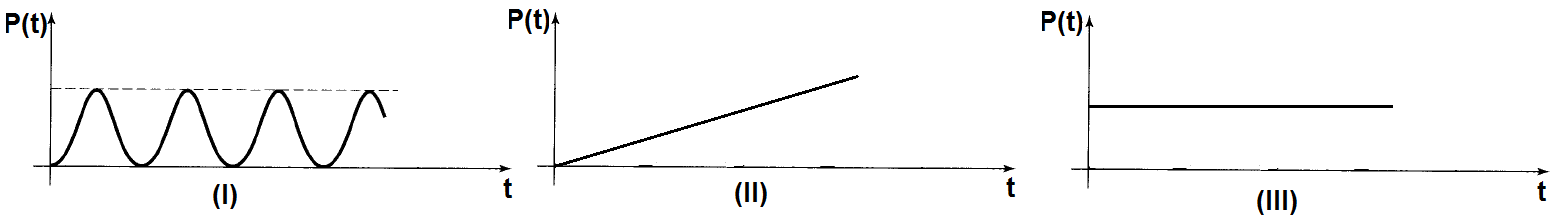 P(t)
t
(I)
P(t)
t
(II)
P(t)
t
(III)